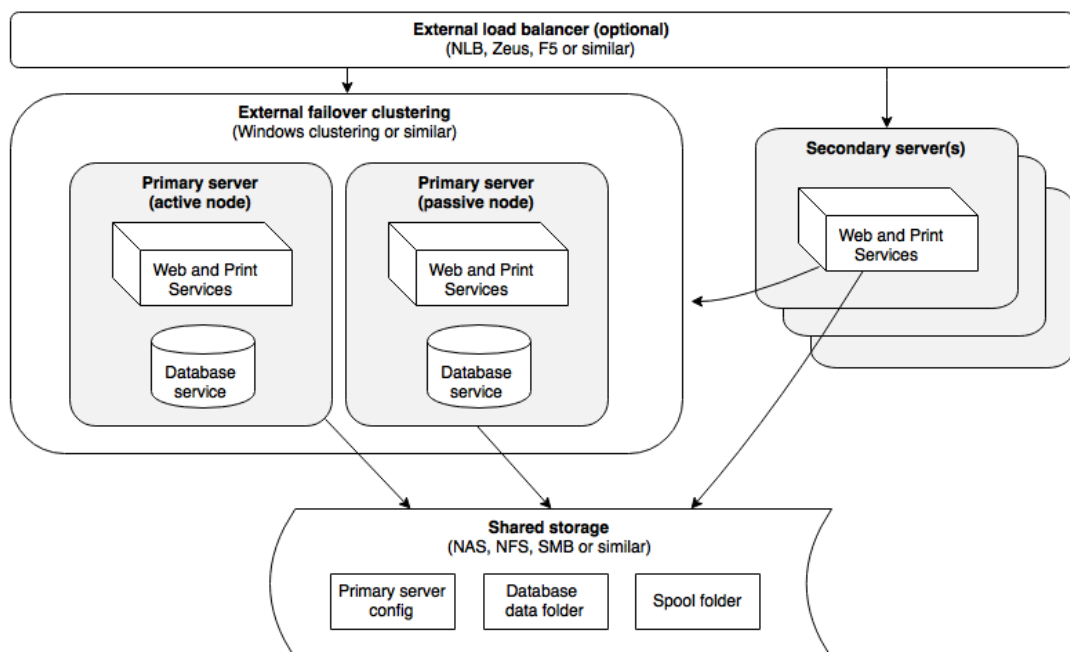 External load balancer (optional)
(NLB, Zeus, F5 or similar)
External failover clustering
(Windows clustering or similar)
Primary server
(active node)
Web and Print
Services
Database
service
Primary server
(passive node)
Web and Print
Services
Database
service
Secondary server(s)
Web and Print
Services
Shared storage
(NAS, NFS, SMB or similar)
Primary server
config
Database
data folder
Spool folder